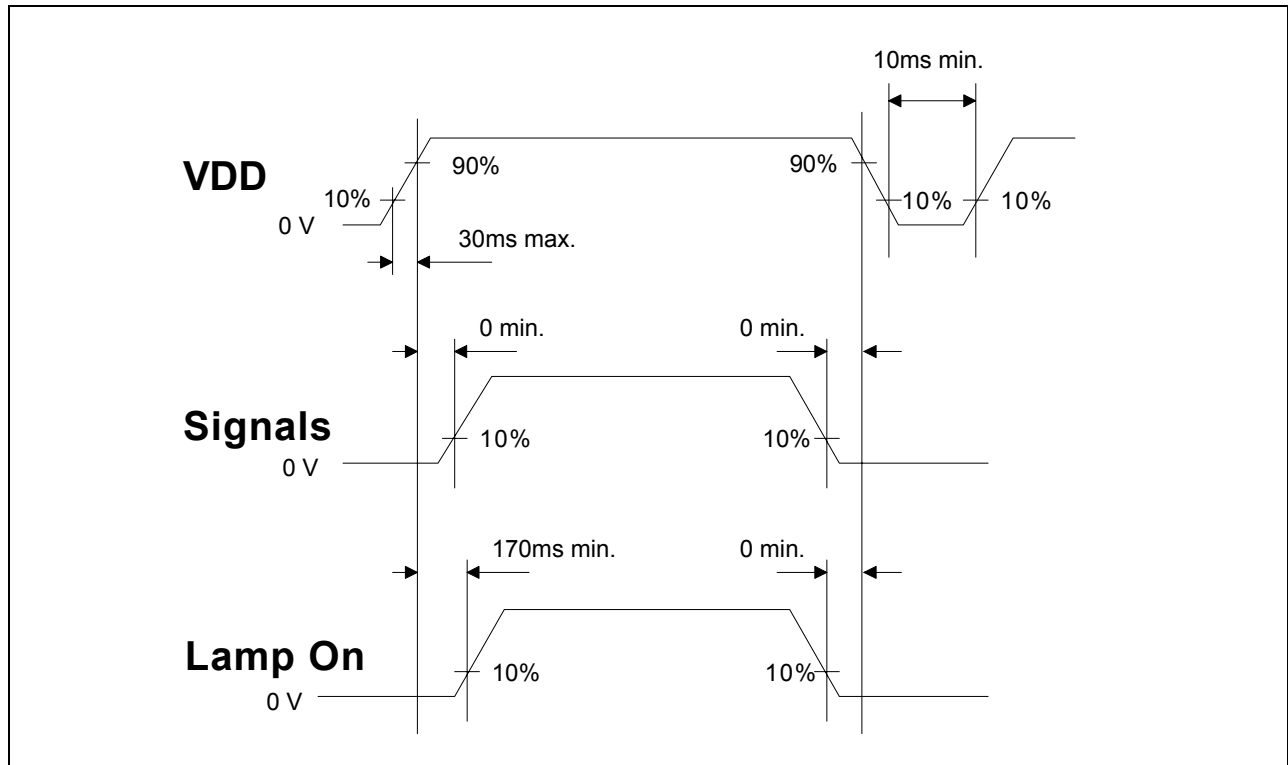 10ms min.
VDD
90%
90%
10%
10%
10%
0 V
30ms max.
0 min.
0 min.
Signals
10%
10%
0 V
170ms min.
0 min.
Lamp On
10%
10%
0 V